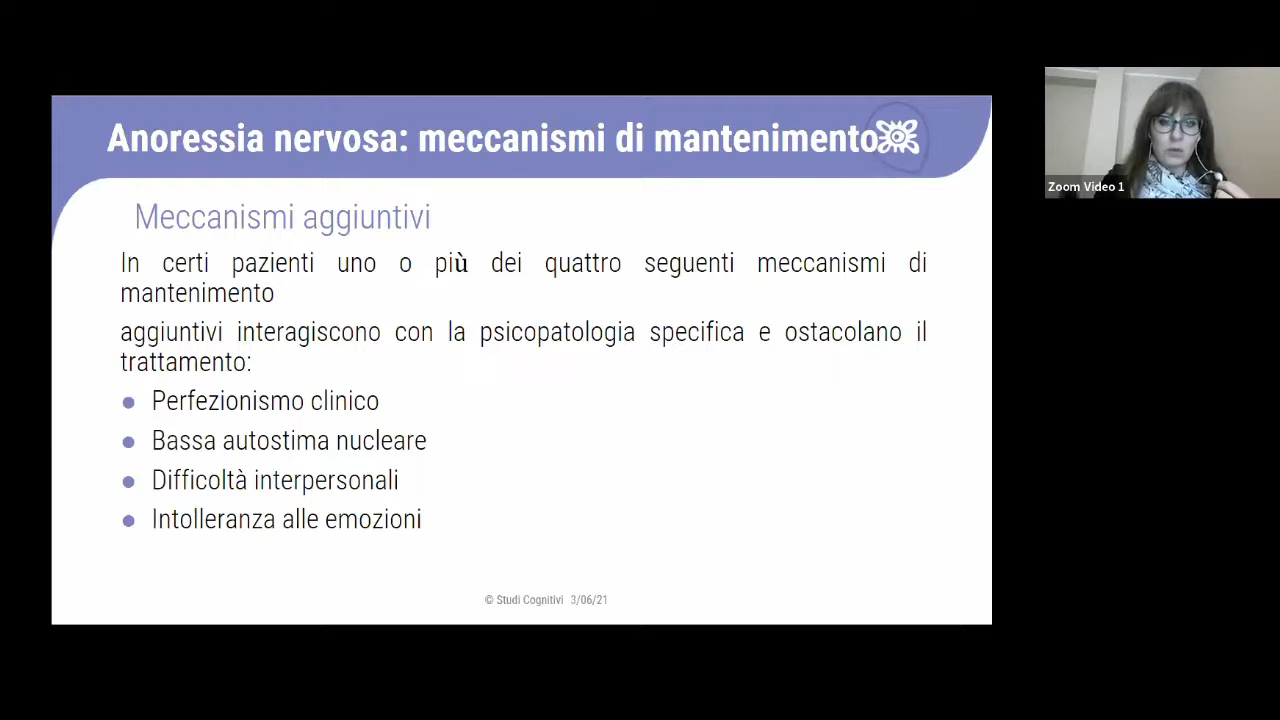 Anoressia nervosa: meccanismi di mantenimento
Meccanismi aggiuntivi
In certi pazienti uno o più dei quattro seguenti meccanismi di
mantenimento
aggiuntivi interagiscono con la psicopatologia specifica e ostacolano il
trattamento:
Perfezionismo clinico
Bassa autostima nucleare
Difficoltà interpersonali
Intolleranza alle emozioni
© Studi Cognitivi 3/06/21
Zoom Video 1